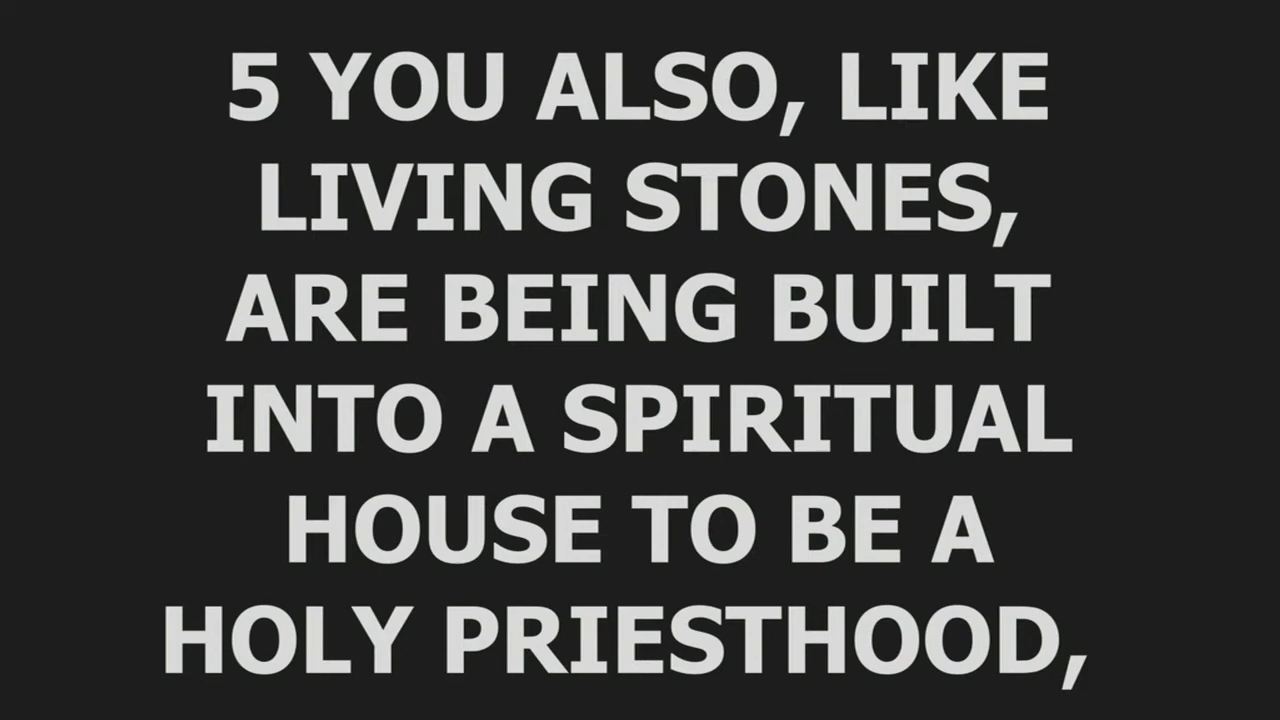 5 YOU ALSO, LIKE
LIVING STONES,
ARE BEING BUILT
INTO A SPIRITUAL
HOUSE TO BE A
HOLY PRIESTHOOD,